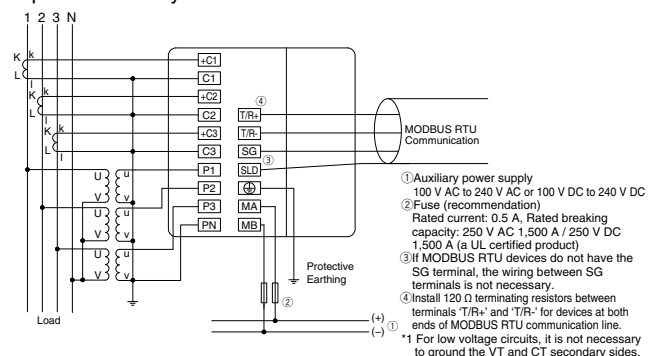 1 2 3 N
K k
L l
K k
L l
K k
L l
+C1
C1
+C2
C2
+C3
C3
P1
P2
P3
PN
④
T/R+
T/R-
SG
③
SLD
MA
MB
U u
V v
U u
V v
U u
V v
MODBUS RTU
Communication
Protective
Earthing
②
(+)
(−) ①
Load
①Auxiliary power supply
100 V AC to 240 V AC or 100 V DC to 240 V DC
②Fuse (recommendation)
Rated current: 0.5 A, Rated breaking
capacity: 250 V AC 1,500 A / 250 V DC
1,500 A (a UL certified product)
③If MODBUS RTU devices do not have the
SG terminal, the wiring between SG
terminals is not necessary.
④Install 120 Ω terminating resistors between
terminals ‘T/R+’ and ‘T/R-’ for devices at both
ends of MODBUS RTU communication line.
*1 For low voltage circuits, it is not necessary
to ground the VT and CT secondary sides.